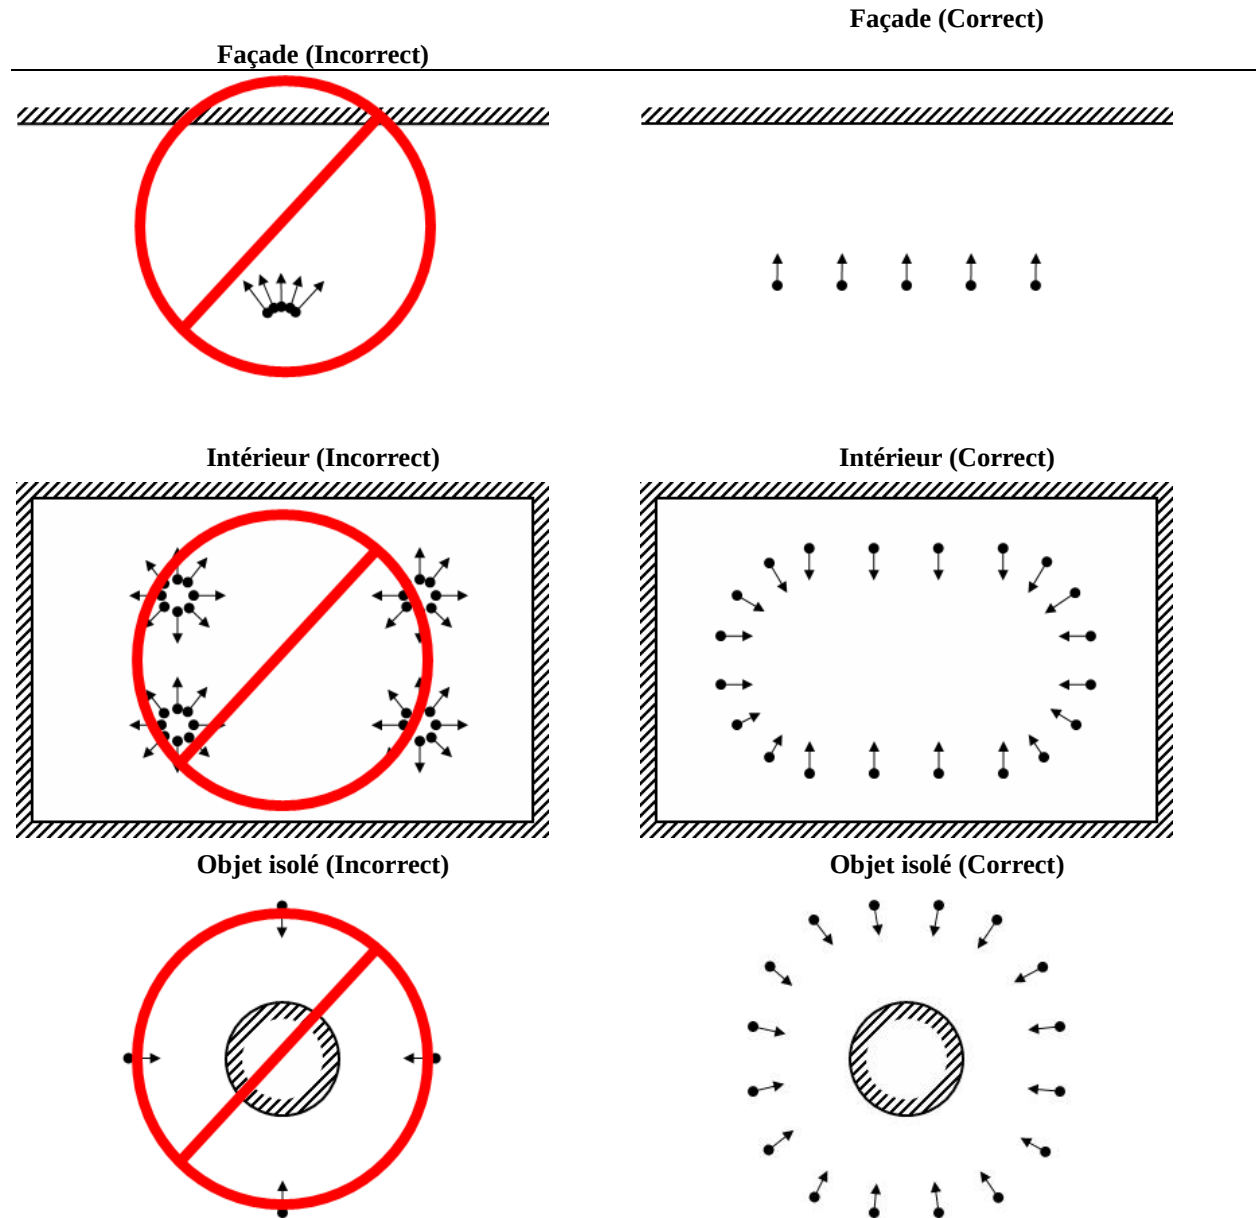 Façade (Incorrect)
Façade (Correct)
Intérieur (Incorrect)
Intérieur (Correct)
Objet isolé (Incorrect)
Objet isolé (Correct)